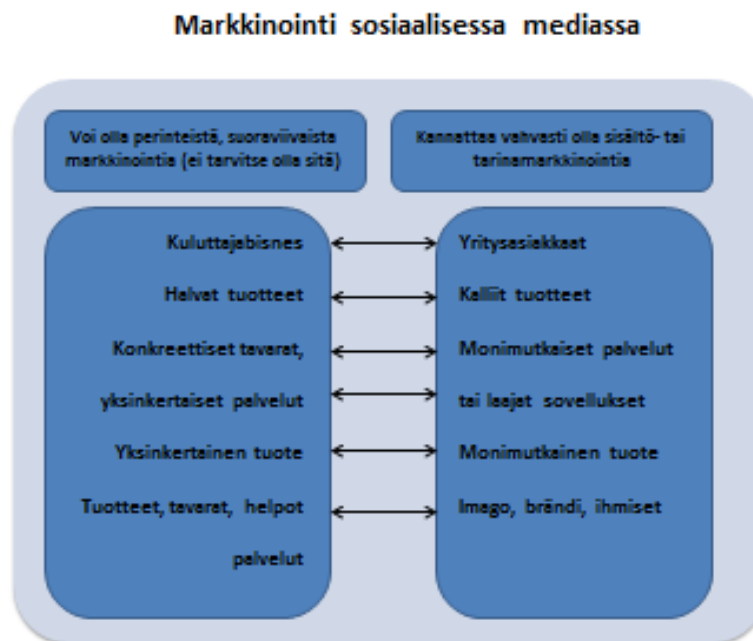 Markkinointi sosiaalisessa mediassa
Voi olla perinteistä, suoraviivaista
markkinointia (ei tarvitse olla sitä)
Kannattaa vahvasti olla sisältö- tai
tarinamarkkinointia
Kuluttajabisnes
Halvat tuotteet
Konkreettiset tavarat,
yksinkertaiset palvelut
Yksinkertainen tuote
Tuotteet, tavarat, helpot
palvelut
Yritysasiakkaat
Kalliit tuotteet
Monimutkaiset palvelut
tai laajat sovellukset
Monimutkainen tuote
Imago, brändi, ihmiset